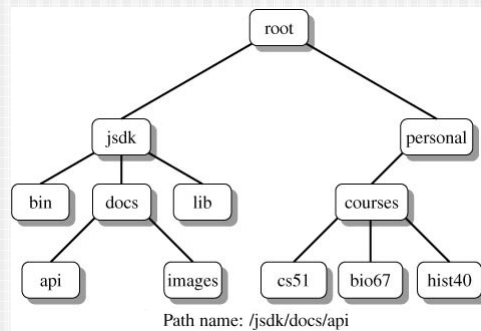 root
jsdk personal
bin docs lib courses
api images cs51 bio67 hist40
Path name: /jsdk/docs/api